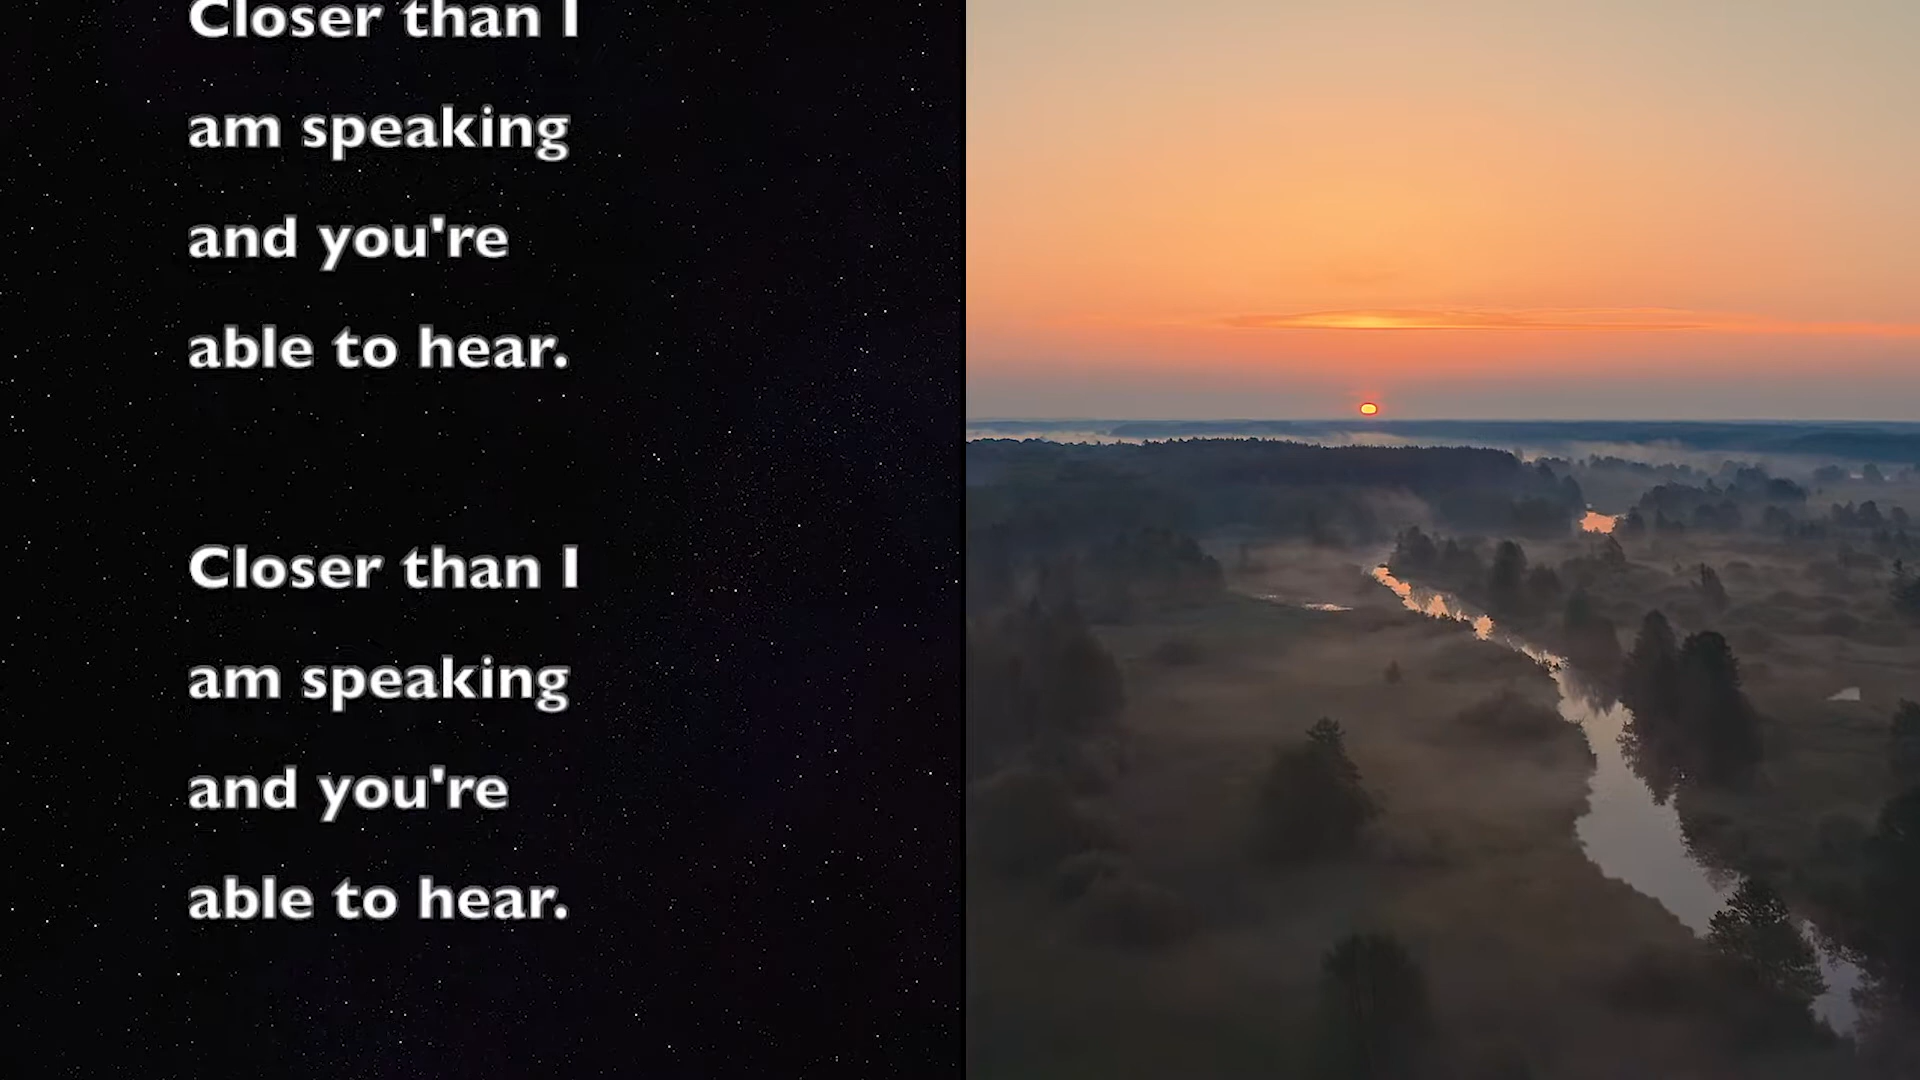 Closer than I
am speaking
and you're
able to hear.
Closer than I
am speaking
and you're
able to hear.